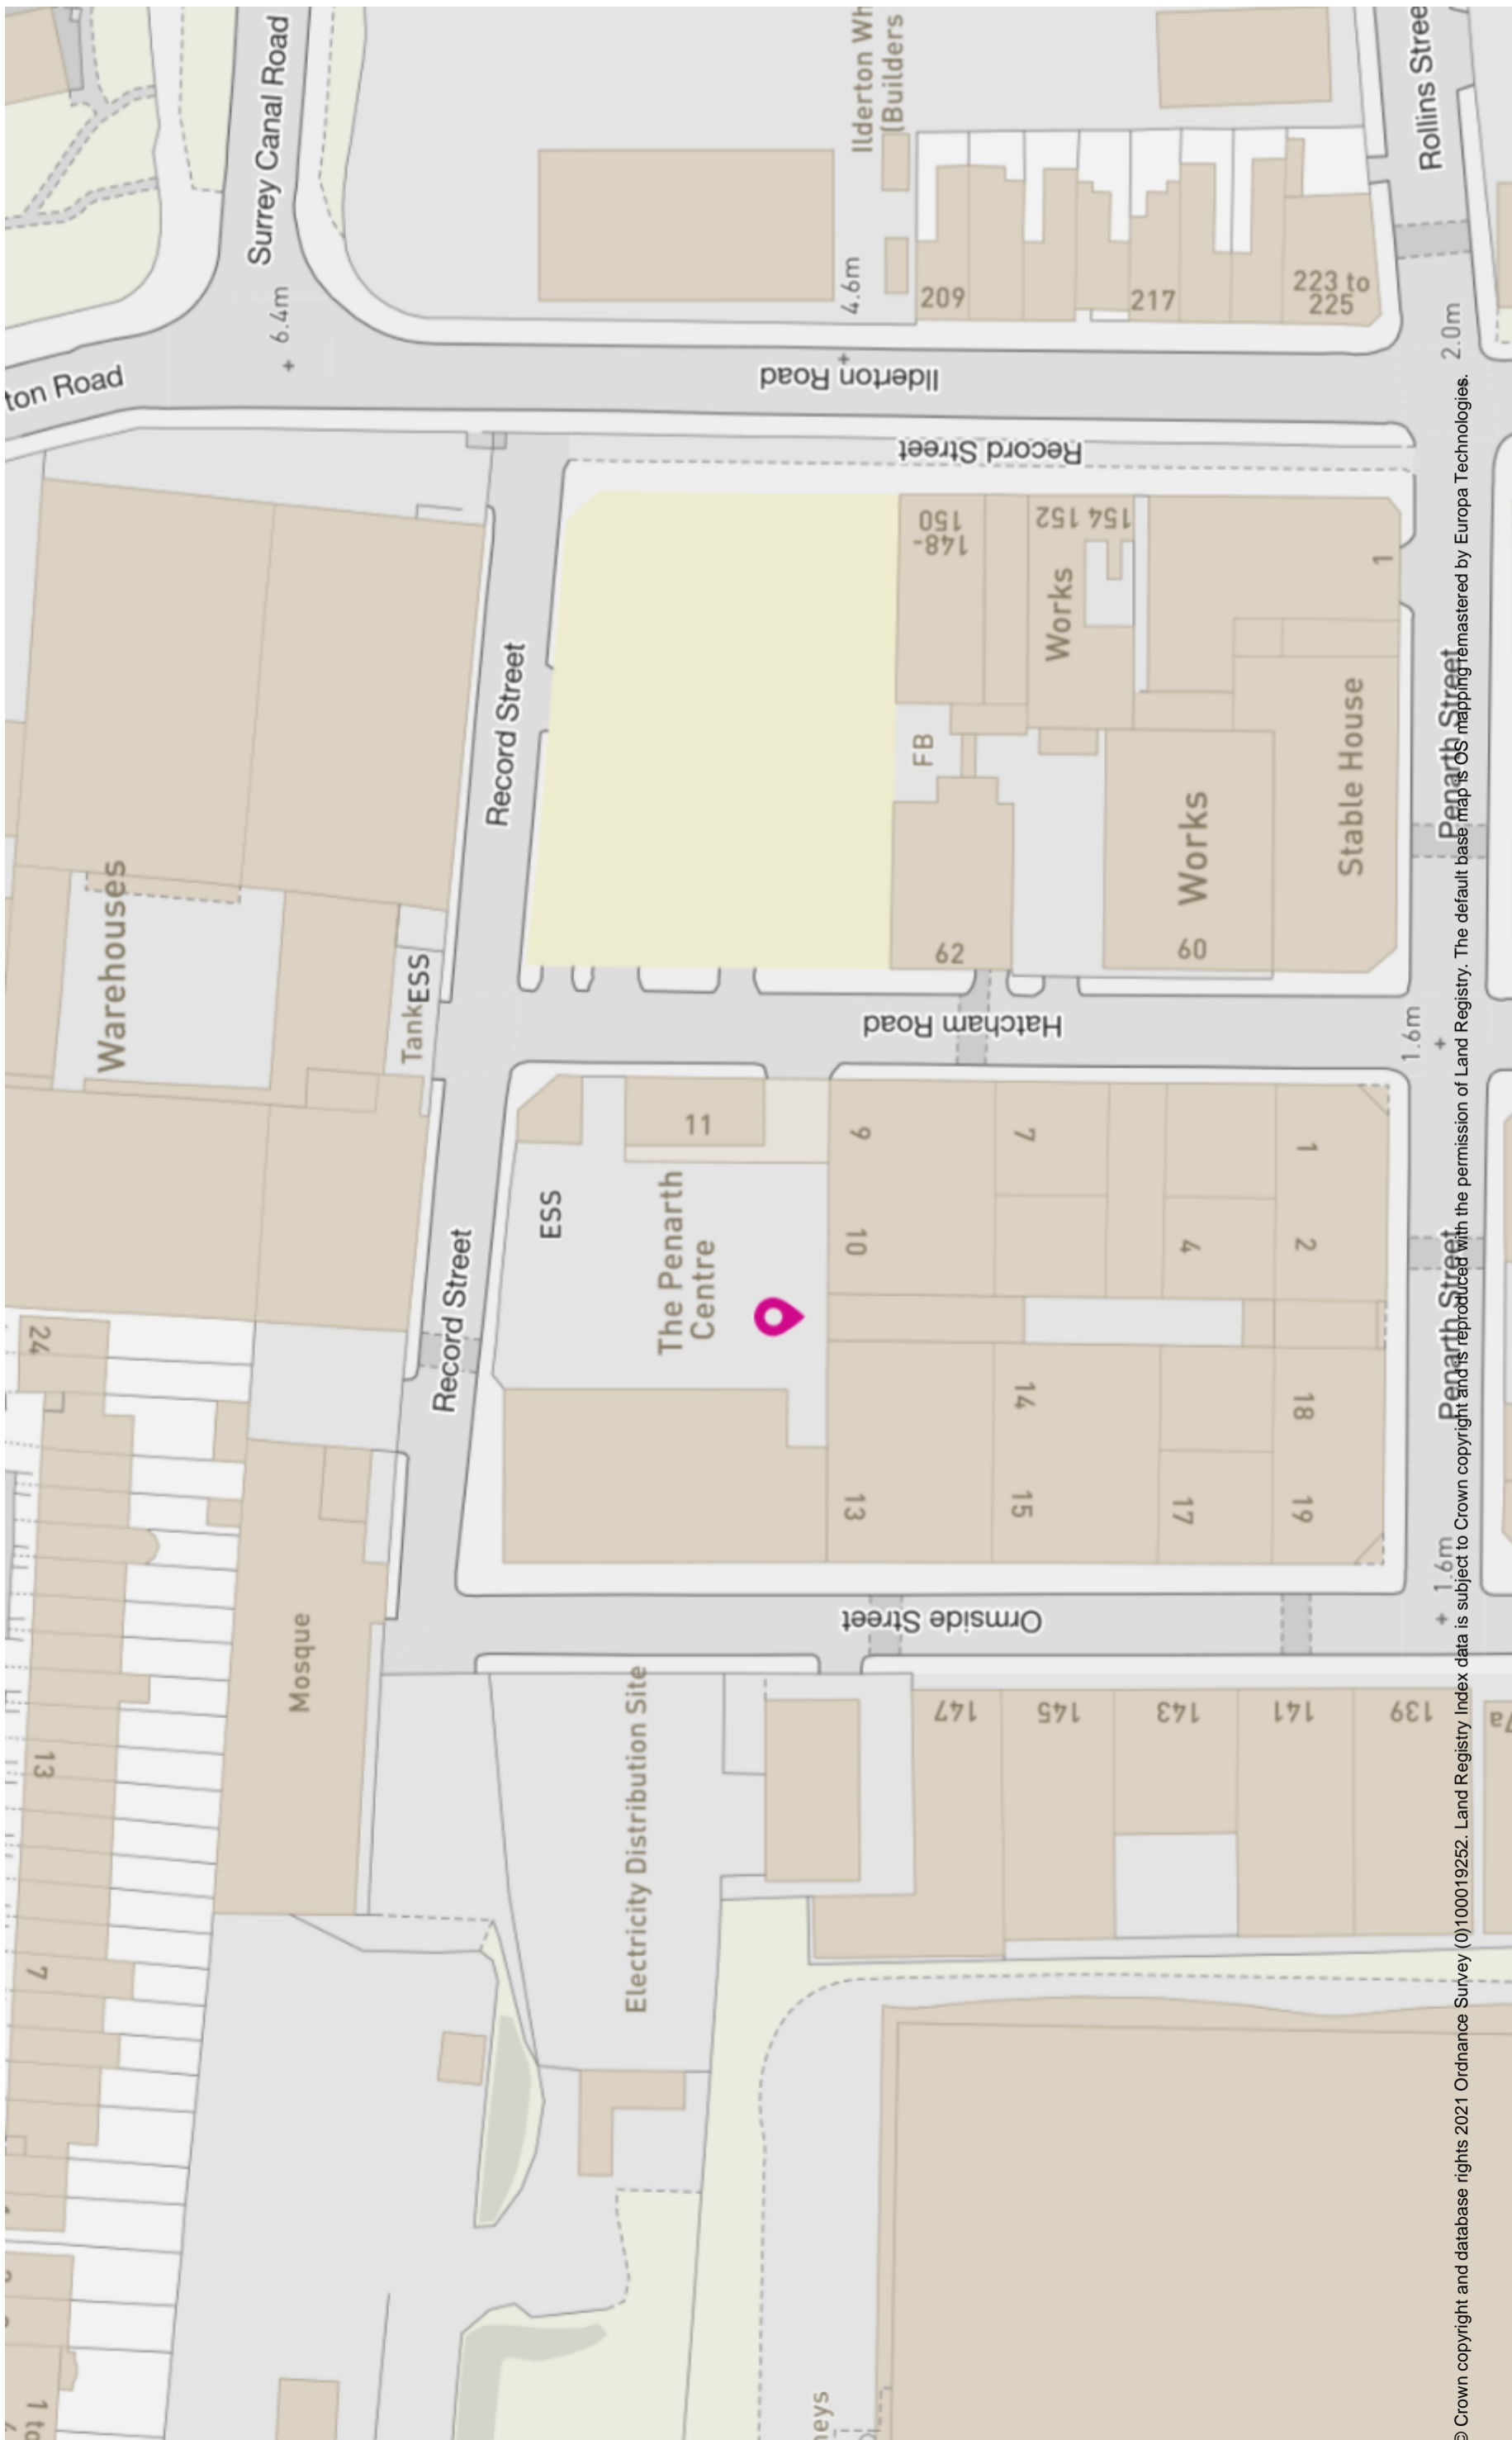 Surrey Canal Road
Ilderton Wh
(Builders
Rollins Stree
6.4m
4.6m
209
217
223 to
225
2.0m
ton Road
Ilderton Road
Record Street
148-
150
152
154
1
Works
Record Street
FB
Works
Stable House
Penarth Street
Warehouses
Tank
ESS
62
60
Hatcham Road
1.6m
11
9
7
1
ESS
The Penarth
Centre
10
4
2
Record Street
Penarth Street
24
14
18
13
15
17
19
1.6m
Ormside Street
Mosque
Electricity Distribution Site
147
145
143
141
139
7a
13
7
1 to
neys
© Crown copyright and database rights 2021 Ordnance Survey (0)100019252. Land Registry Index data is subject to Crown copyright and is reproduced with the permission of Land Registry. The default base map is OS mapping remastered by Europa Technologies.